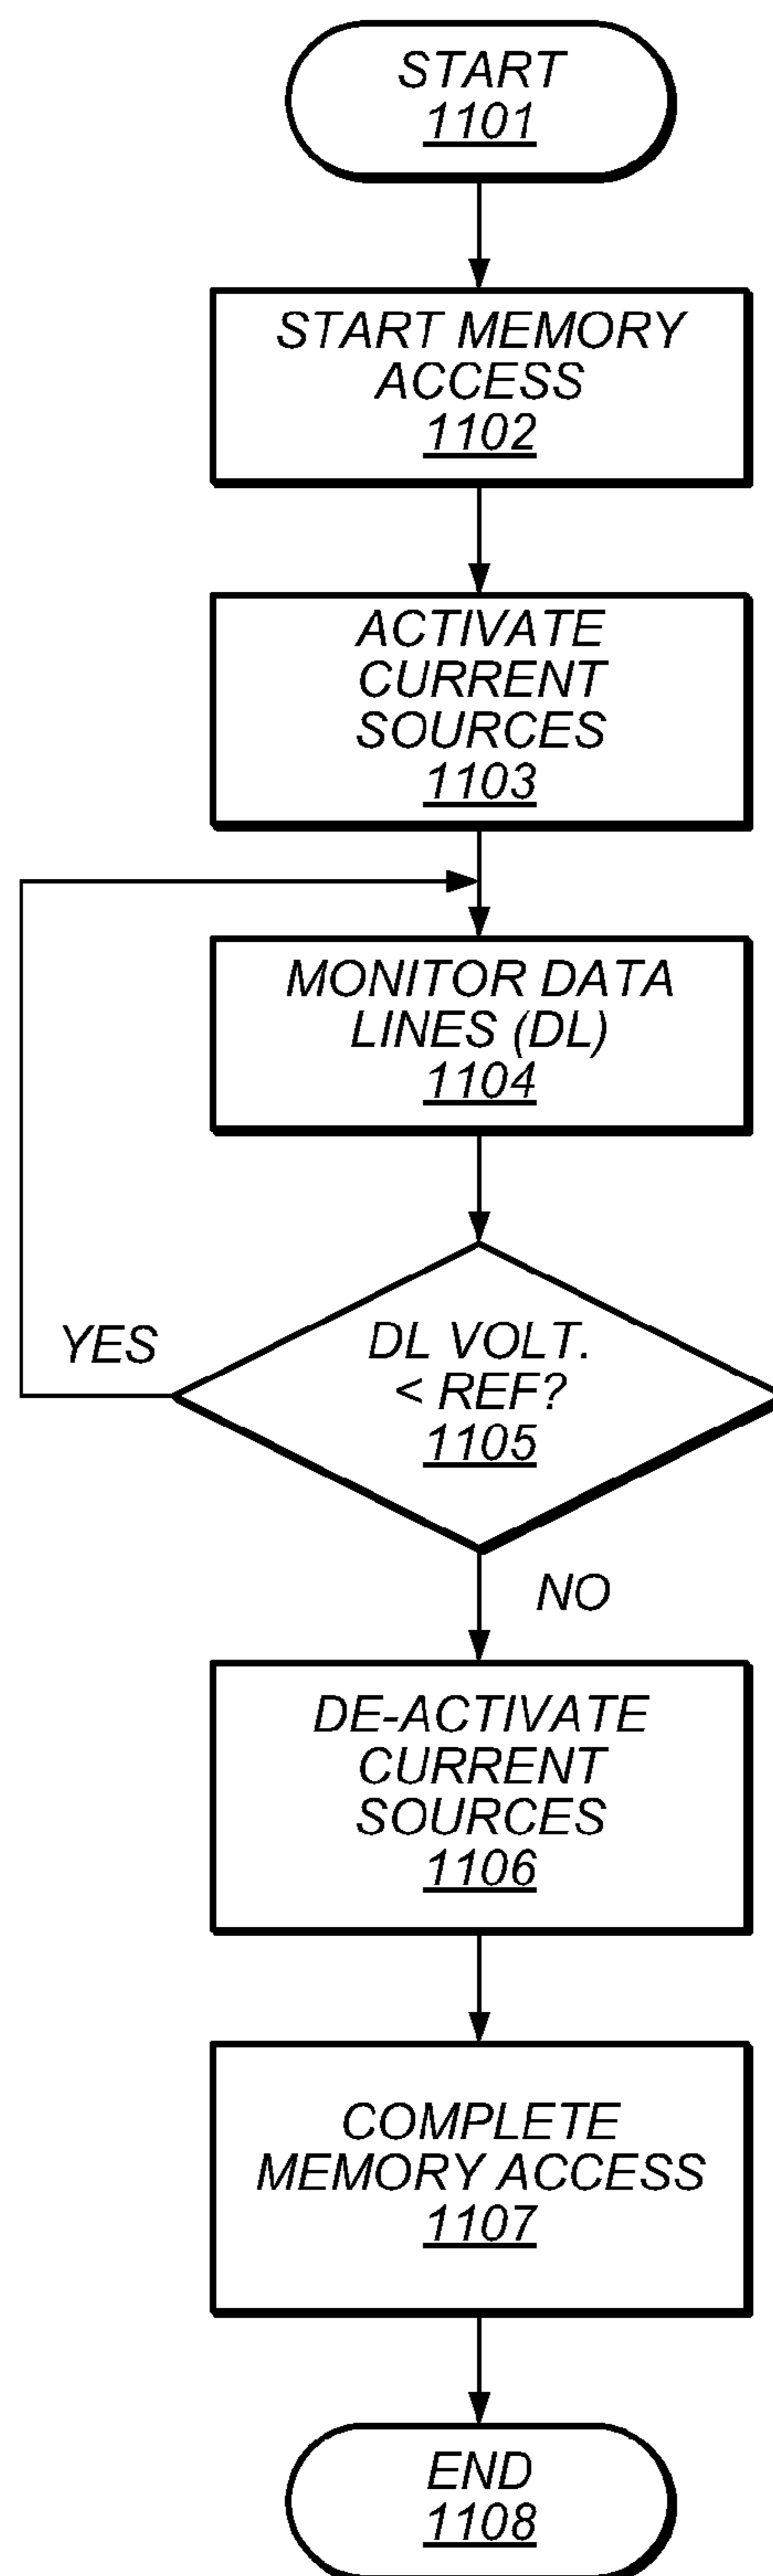 START
1101
START MEMORY
ACCESS
1102
ACTIVATE
CURRENT
SOURCES
1103
MONITOR DATA
LINES (DL)
1104
YES
DL VOLT.
< REF?
1105
NO
DE-ACTIVATE
CURRENT
SOURCES
1106
COMPLETE
MEMORY ACCESS
1107
END
1108